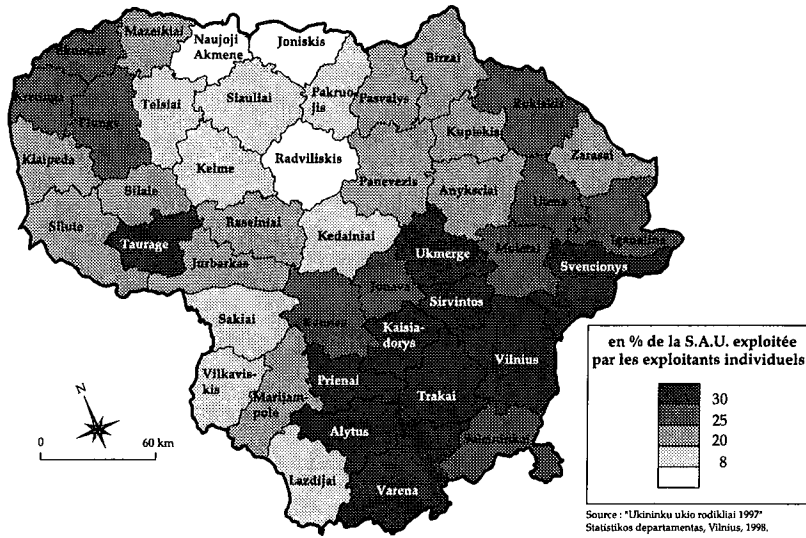 Mazeikiai
Naujoji
Akmene
Joniskis
Birzai
Skuodas
Kretinga
Plunge
Telsiai
Siauliai
Pakruo-
jis
Pasvalys
Rokiskis
Klaipeda
Kelme
Radviliskis
Kupiskis
Zarasai
Silale
Panevezis
Anyksciai
Utena
Silute
Taurage
Raseiniai
Kedainiai
Ukmerge
Moletai
Ignalina
Svencionys
Jurbarkas
Jonava
Sirvintos
Sakiai
Kaunas
Kaisia-
dorys
Vilnius
Vilkavis-
kis
Marijam-
pole
Prienai
Trakai
Alytus
Salcininkai
Lazdijai
Varena
N
0 60 km
en % de la S.A.U. exploitée
par les exploitants individuels
30
25
20
8
Source : "Ukininku ukio rodikliai 1997"
Statistikos departamentas, Vilnius, 1998.